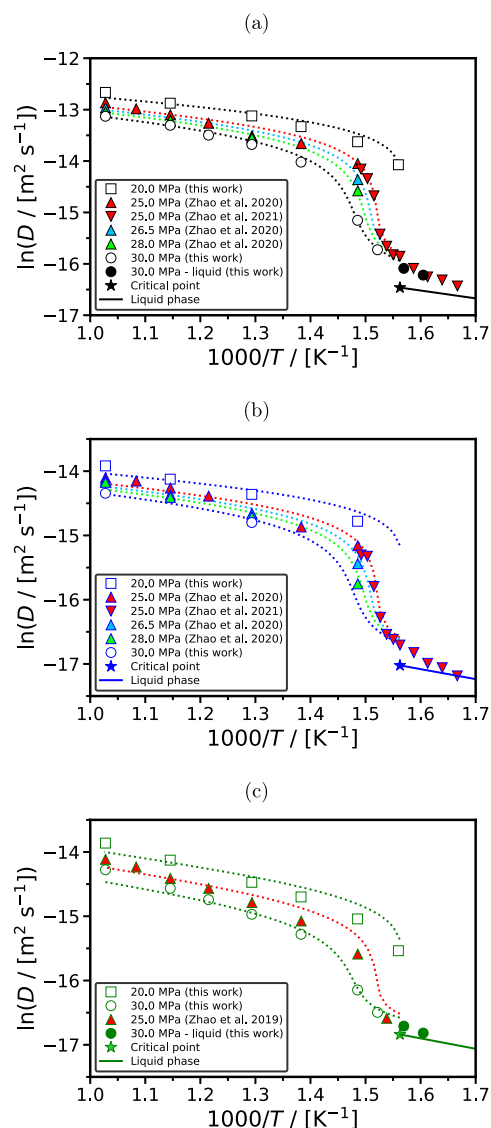 (a)
−12
−13
−14
−15
−16
−17
ln(D / [m² s⁻¹])
20.0 MPa (this work)
25.0 MPa (Zhao et al. 2020)
25.0 MPa (Zhao et al. 2021)
26.5 MPa (Zhao et al. 2020)
28.0 MPa (Zhao et al. 2020)
30.0 MPa (this work)
30.0 MPa - liquid (this work)
Critical point
Liquid phase
1.0 1.1 1.2 1.3 1.4 1.5 1.6 1.7
1000/T / [K⁻¹]
(b)
−14
−15
−16
−17
ln(D / [m² s⁻¹])
20.0 MPa (this work)
25.0 MPa (Zhao et al. 2020)
25.0 MPa (Zhao et al. 2021)
26.5 MPa (Zhao et al. 2020)
28.0 MPa (Zhao et al. 2020)
30.0 MPa (this work)
Critical point
Liquid phase
1.0 1.1 1.2 1.3 1.4 1.5 1.6 1.7
1000/T / [K⁻¹]
(c)
−14
−15
−16
−17
ln(D / [m² s⁻¹])
20.0 MPa (this work)
30.0 MPa (this work)
25.0 MPa (Zhao et al. 2019)
30.0 MPa - liquid (this work)
Critical point
Liquid phase
1.0 1.1 1.2 1.3 1.4 1.5 1.6 1.7
1000/T / [K⁻¹]